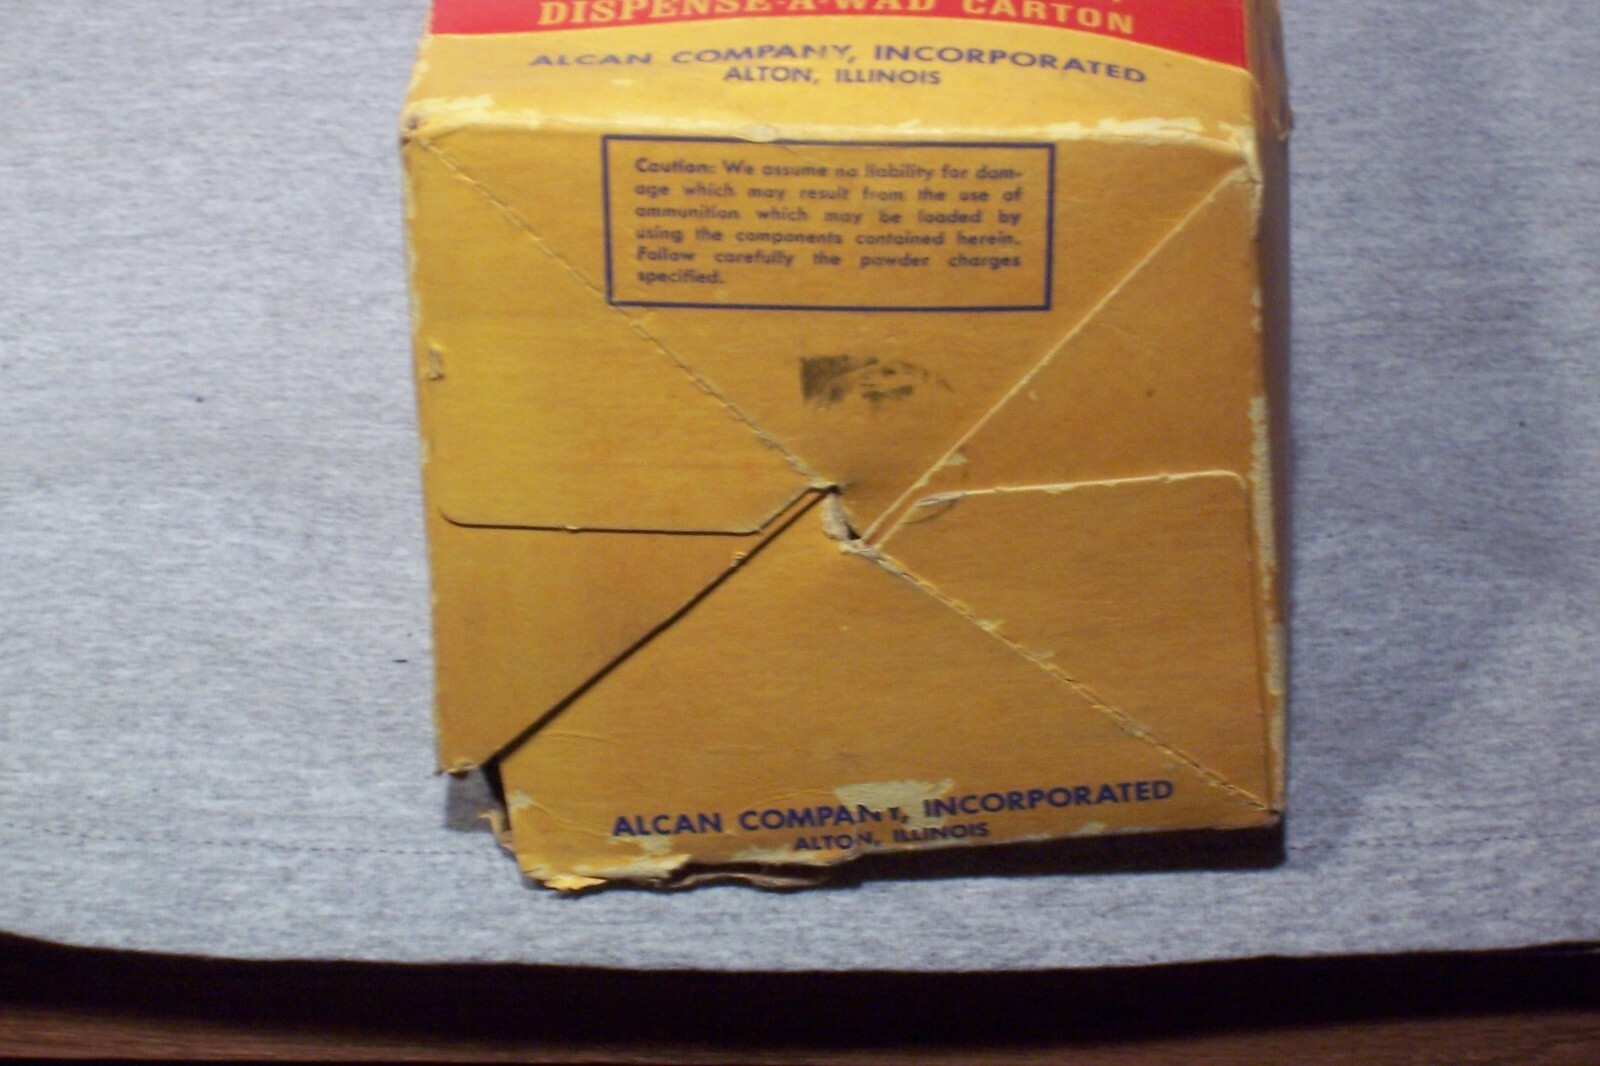 DISPENSE-A-WAD CARTON
ALCAN COMPANY, INCORPORATED
ALTON, ILLINOIS
Caution: We assume no liability for dam-
age which may result from the use of
ammunition which may be loaded by
using the components contained herein.
Follow carefully the powder charges
specified.
ALCAN COMPANY, INCORPORATED
ALTON, ILLINOIS